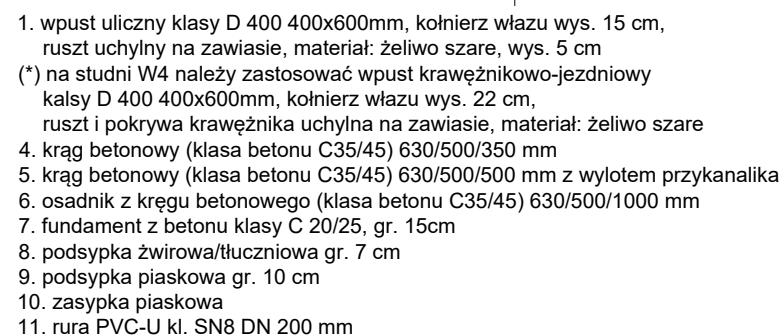 1. wpust uliczny klasy D 400 400x600mm, kołnierz włazu wys. 15 cm,
ruszt uchylny na zawiasie, materiał: żeliwo szare, wys. 5 cm
(*) na studni W4 należy zastosować wpust krawężnikowo-jezdniowy
kalsy D 400 400x600mm, kołnierz włazu wys. 22 cm,
ruszt i pokrywa krawężnika uchylna na zawiasie, materiał: żeliwo szare
4. krąg betonowy (klasa betonu C35/45) 630/500/350 mm
5. krąg betonowy (klasa betonu C35/45) 630/500/500 mm z wylotem przykanalika
6. osadnik z kręgu betonowego (klasa betonu C35/45) 630/500/1000 mm
7. fundament z betonu klasy C 20/25, gr. 15cm
8. podsypka żwirowa/tłuczniowa gr. 7 cm
9. podsypka piaskowa gr. 10 cm
10. zasypka piaskowa
11. rura PVC-U kl. SN8 DN 200 mm